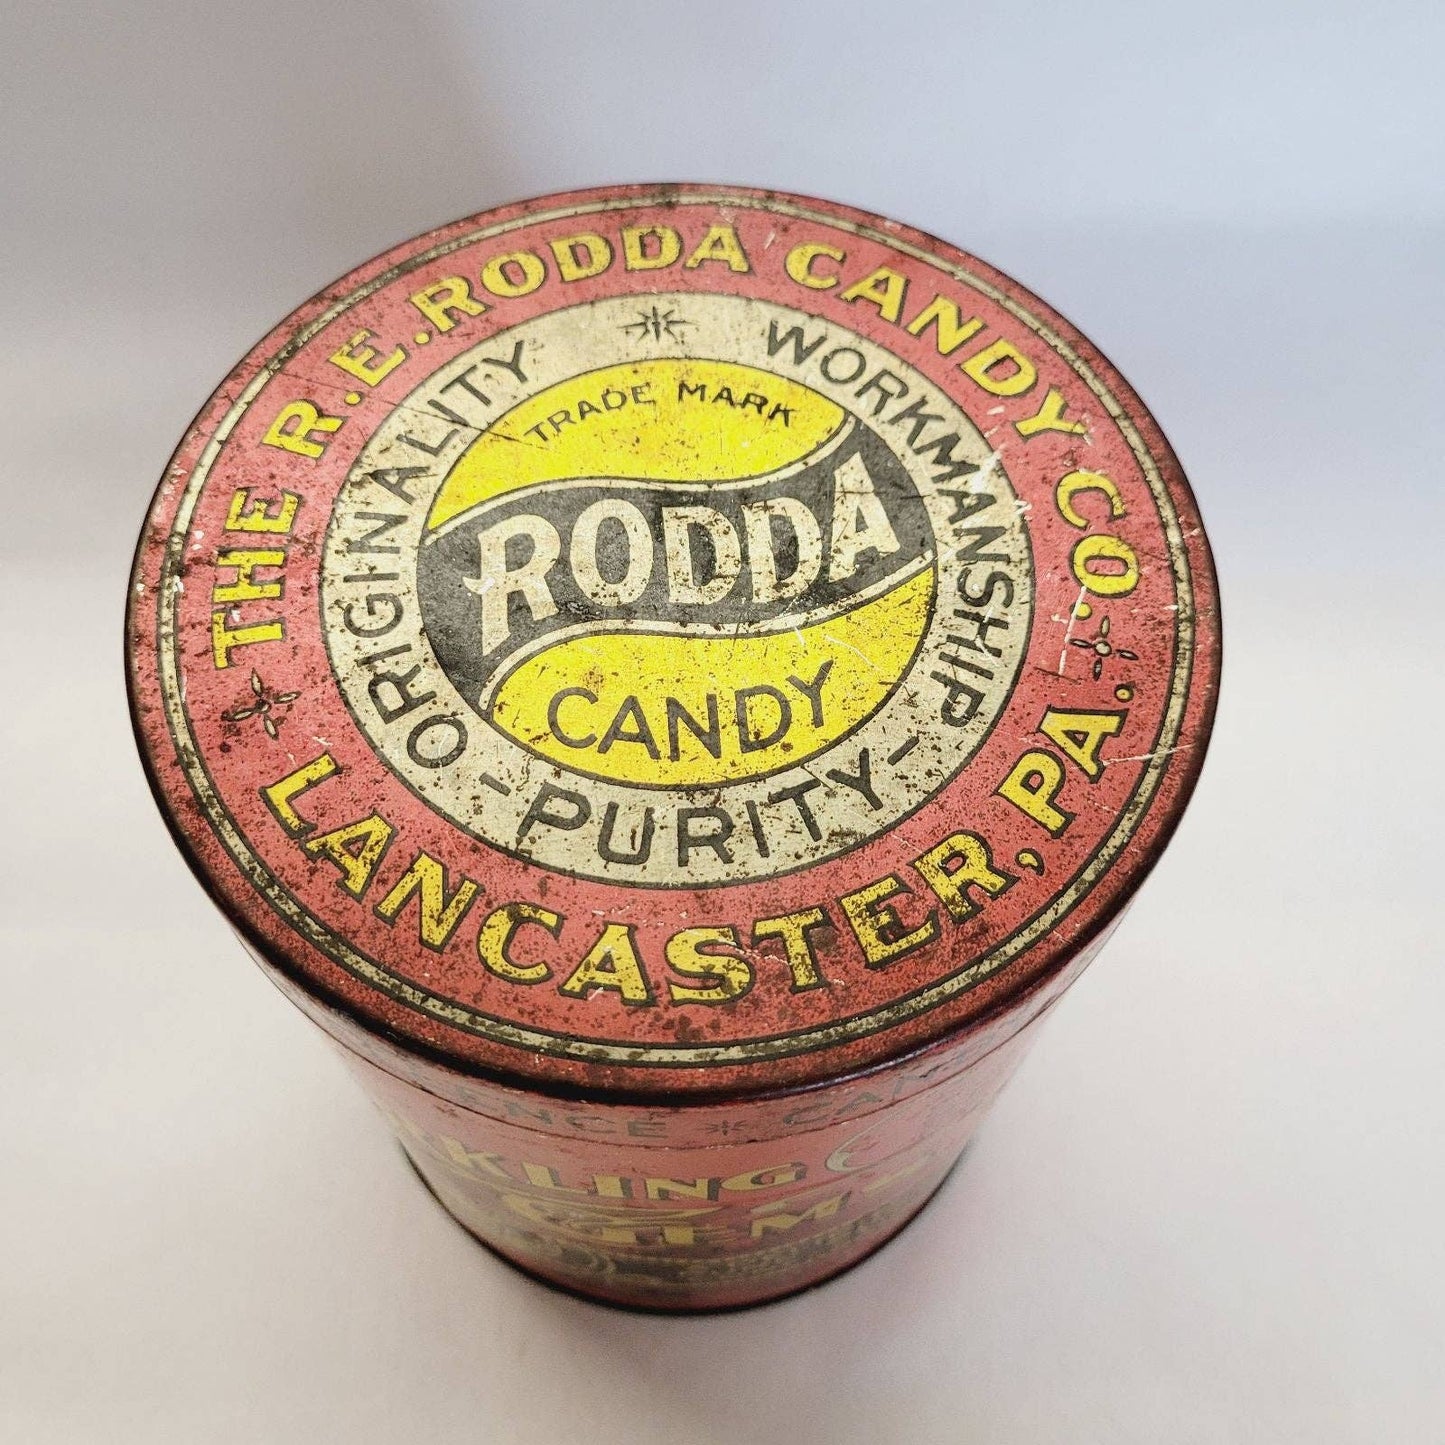 THE R.E. RODDA CANDY CO.
LANCASTER, PA.
ORIGINALITY
WORKMANSHIP
-PURITY-
TRADE MARK
RODDA
CANDY